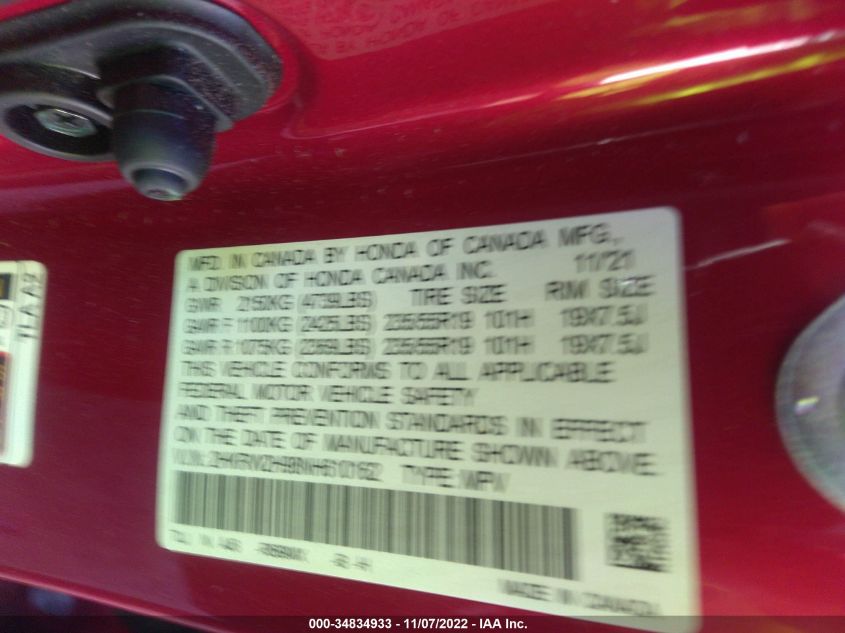 MFD. IN CANADA BY HONDA OF CANADA MFG.,
A DIVISION OF HONDA CANADA INC. 11/21
GVWR 2150KG (4739LBS) TIRE SIZE RIM SIZE
GAWR F 1100KG (2425LBS) 235/55R19 101H 19X7.5J
GAWR R 1075KG (2369LBS) 235/55R19 101H 19X7.5J
THIS VEHICLE CONFORMS TO ALL APPLICABLE
FEDERAL MOTOR VEHICLE SAFETY
AND THEFT PREVENTION STANDARDS IN EFFECT
ON THE DATE OF MANUFACTURE SHOWN ABOVE.
V.I.N.: TYPE: MPV
MADE IN CANADA
000-34834933 - 11/07/2022 - IAA Inc.